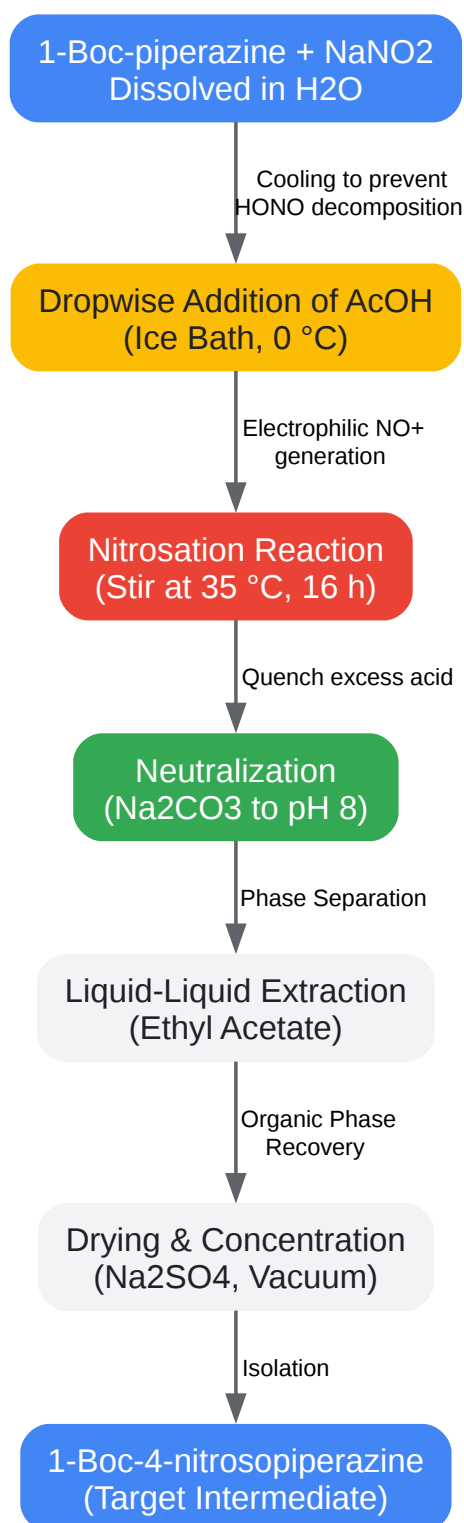 1-Boc-piperazine + NaNO2
Dissolved in H2O
Cooling to prevent
HONO decomposition
Dropwise Addition of AcOH
(Ice Bath, 0 °C)
Electrophilic NO+
generation
Nitrosation Reaction
(Stir at 35 °C, 16 h)
Quench excess acid
Neutralization
(Na2CO3 to pH 8)
Phase Separation
Liquid-Liquid Extraction
(Ethyl Acetate)
Organic Phase
Recovery
Drying & Concentration
(Na2SO4, Vacuum)
Isolation
1-Boc-4-nitrosopiperazine
(Target Intermediate)